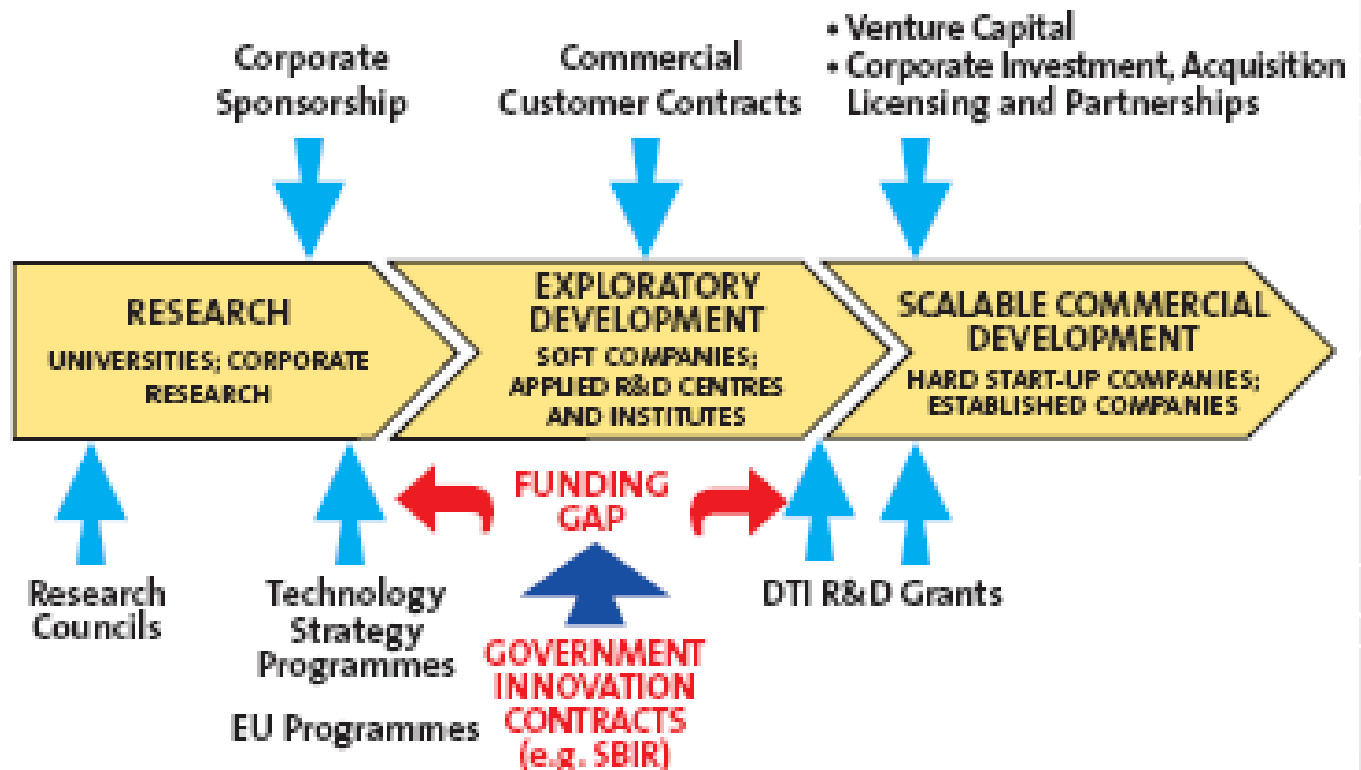 Corporate
Sponsorship
Commercial
Customer Contracts
• Venture Capital
• Corporate Investment, Acquisition
Licensing and Partnerships
RESEARCH
UNIVERSITIES; CORPORATE
RESEARCH
EXPLORATORY
DEVELOPMENT
SOFT COMPANIES;
APPLIED R&D CENTRES
AND INSTITUTES
SCALABLE COMMERCIAL
DEVELOPMENT
HARD START-UP COMPANIES;
ESTABLISHED COMPANIES
FUNDING
GAP
Research
Councils
Technology
Strategy
Programmes
EU Programmes
GOVERNMENT
INNOVATION
CONTRACTS
(e.g. SBIR)
DTI R&D Grants